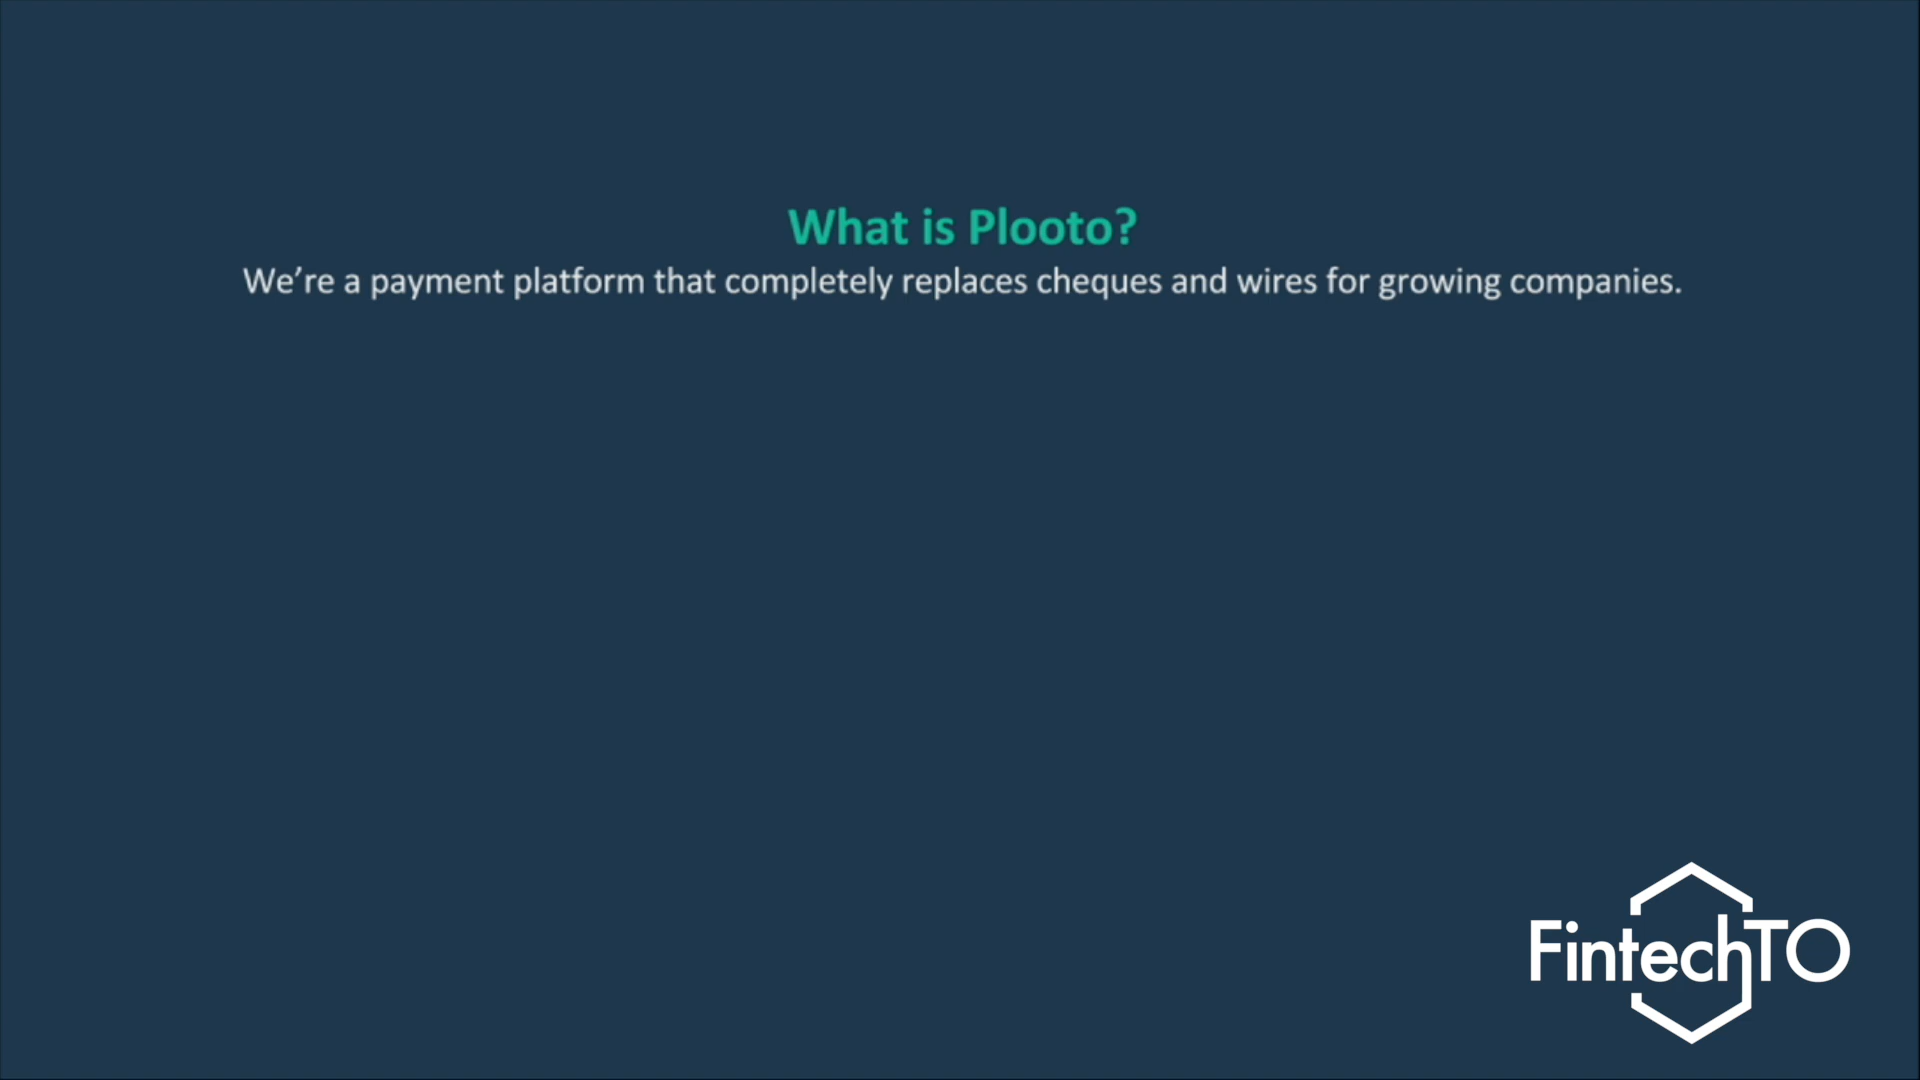 What is Plooto?
We’re a payment platform that completely replaces cheques and wires for growing companies.
FintechTO